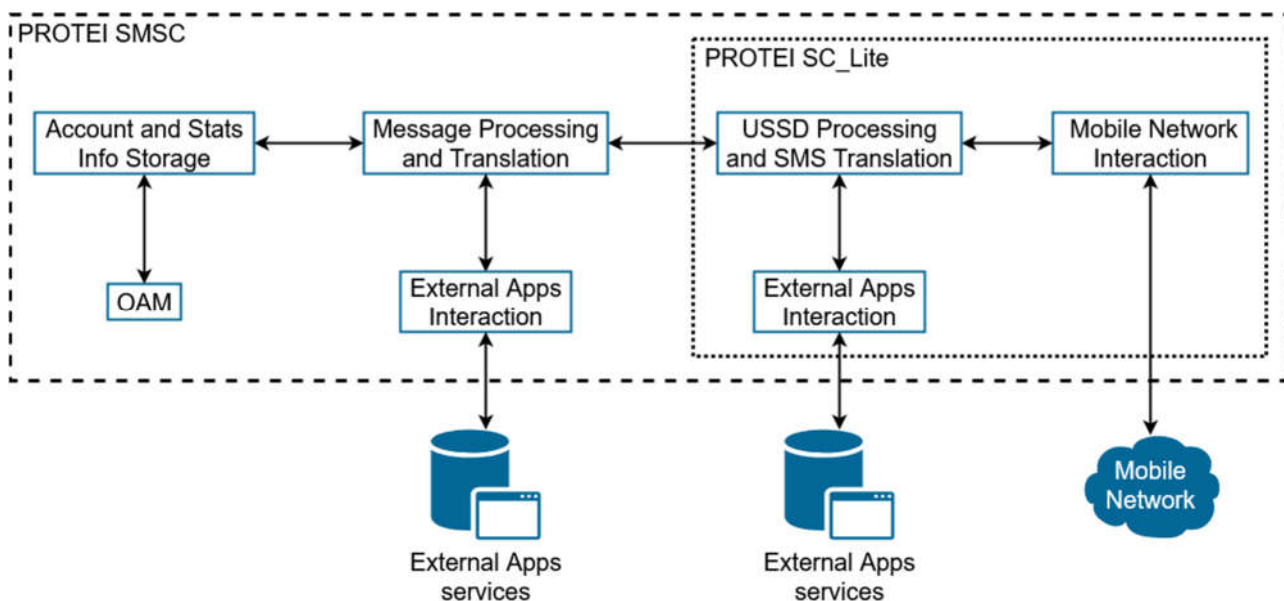 PROTEI SMSC
PROTEI SC_Lite
Account and Stats
Info Storage
Message Processing
and Translation
USSD Processing
and SMS Translation
Mobile Network
Interaction
OAM
External Apps
Interaction
External Apps
Interaction
Mobile
Network
External Apps
services
External Apps
services